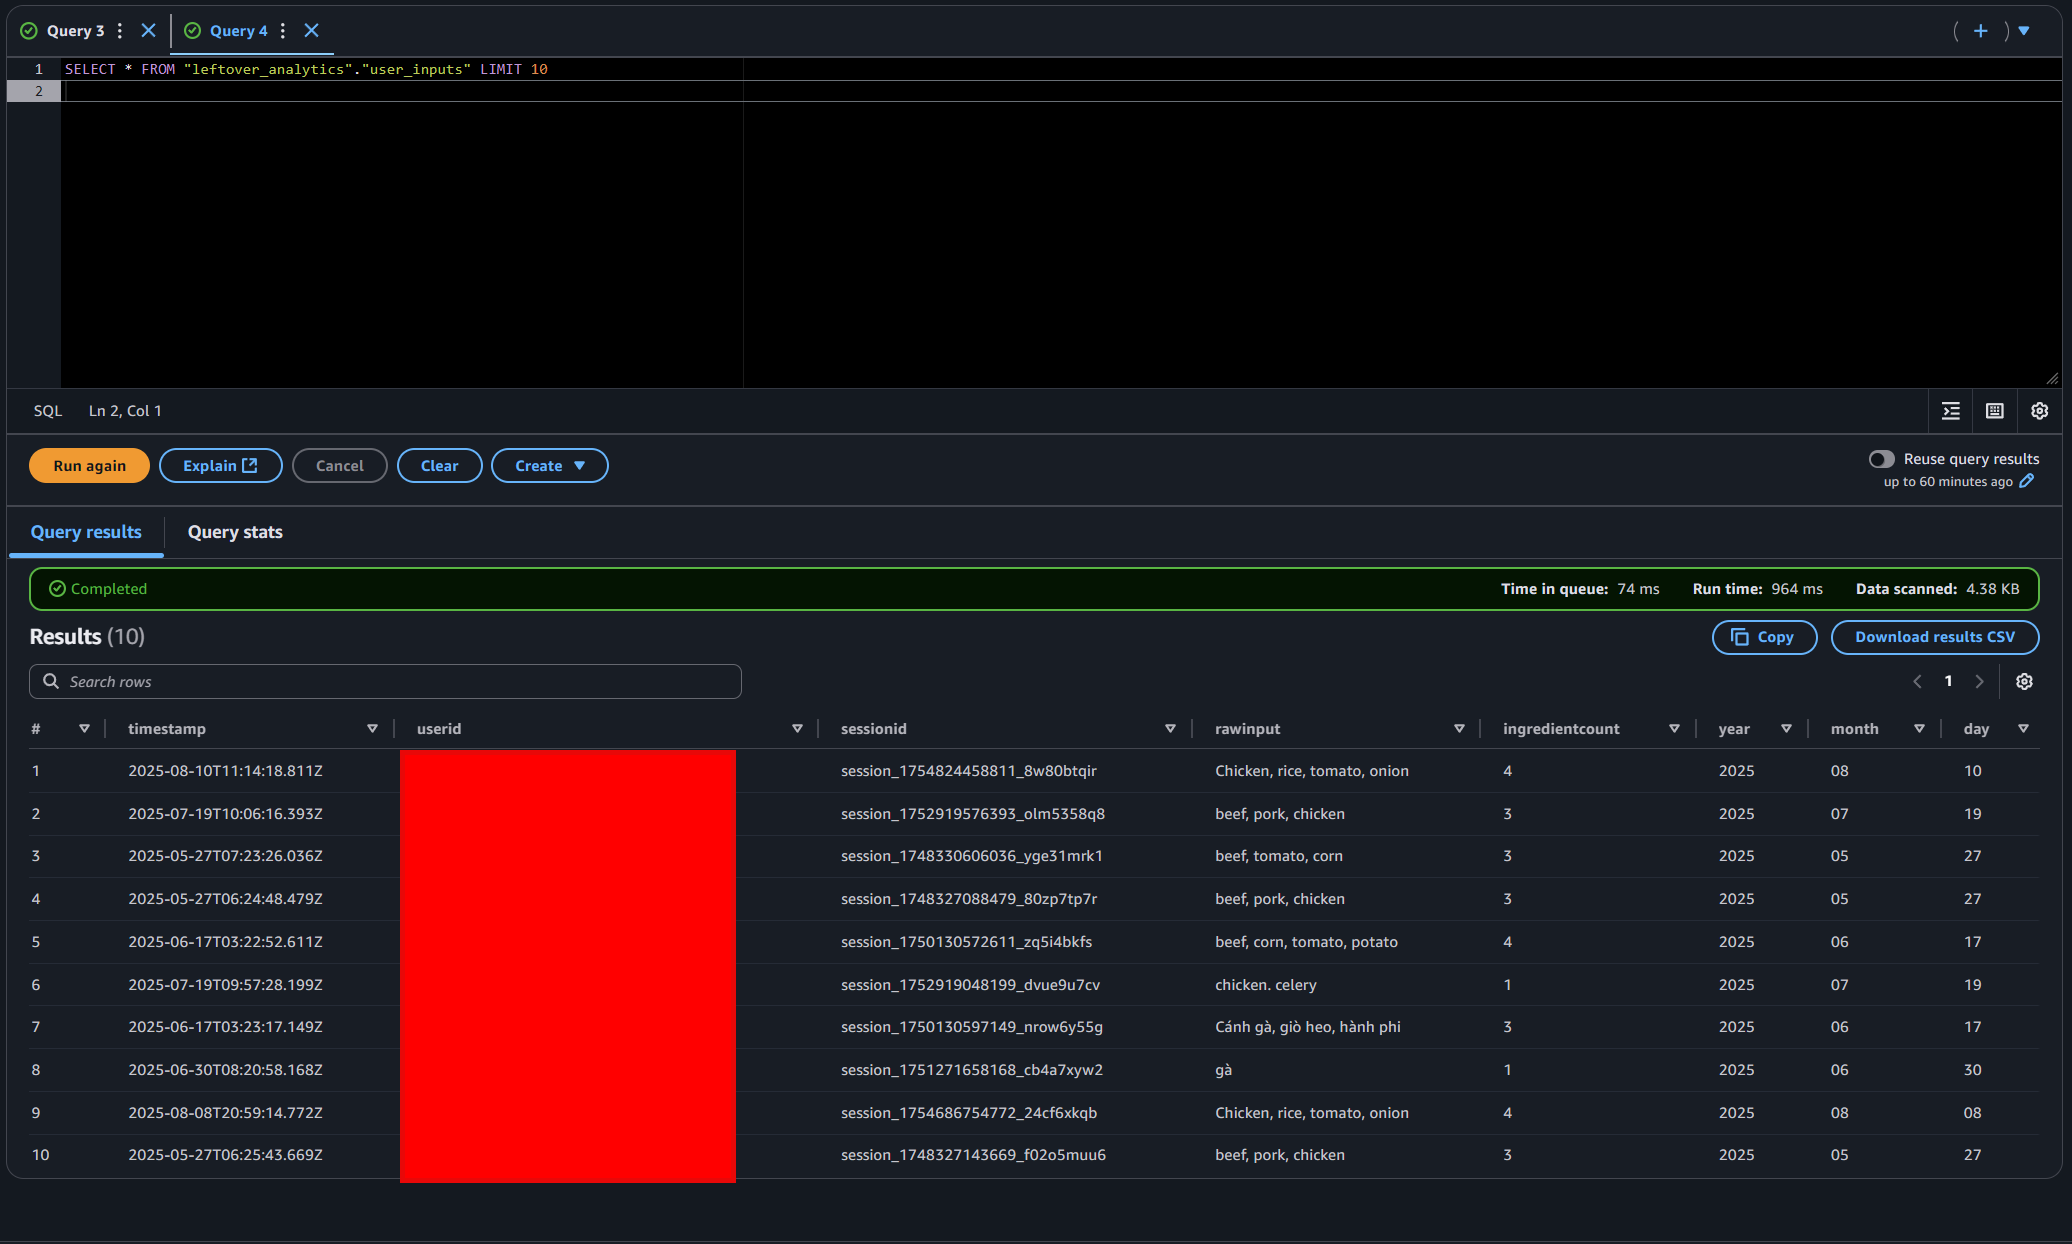 Query 3
Query 4
1 SELECT * FROM "leftover_analytics"."user_inputs" LIMIT 10
2
SQL Ln 2, Col 1
Run again Explain Cancel Clear Create
Reuse query results
up to 60 minutes ago
Query results Query stats
Completed Time in queue: 74 ms Run time: 964 ms Data scanned: 4.38 KB
Results (10) Copy Download results CSV
Search rows 1
# timestamp userid sessionid rawinput ingredientcount year month day
1 2025-08-10T11:14:18.811Z session_1754824458811_8w80btqir Chicken, rice, tomato, onion 4 2025 08 10
2 2025-07-19T10:06:16.393Z session_1752919576393_olm5358q8 beef, pork, chicken 3 2025 07 19
3 2025-05-27T07:23:26.036Z session_1748330606036_yge31mrk1 beef, tomato, corn 3 2025 05 27
4 2025-05-27T06:24:48.479Z session_1748327088479_80zp7tp7r beef, pork, chicken 3 2025 05 27
5 2025-06-17T03:22:52.611Z session_1750130572611_zq5i4bkfs beef, corn, tomato, potato 4 2025 06 17
6 2025-07-19T09:57:28.199Z session_1752919048199_dvue9u7cv chicken. celery 1 2025 07 19
7 2025-06-17T03:23:17.149Z session_1750130597149_nrow6y55g Cánh gà, giò heo, hành phi 3 2025 06 17
8 2025-06-30T08:20:58.168Z session_1751271658168_cb4a7xyw2 gà 1 2025 06 30
9 2025-08-08T20:59:14.772Z session_1754686754772_24cf6xkqb Chicken, rice, tomato, onion 4 2025 08 08
10 2025-05-27T06:25:43.669Z session_1748327143669_f02o5muu6 beef, pork, chicken 3 2025 05 27